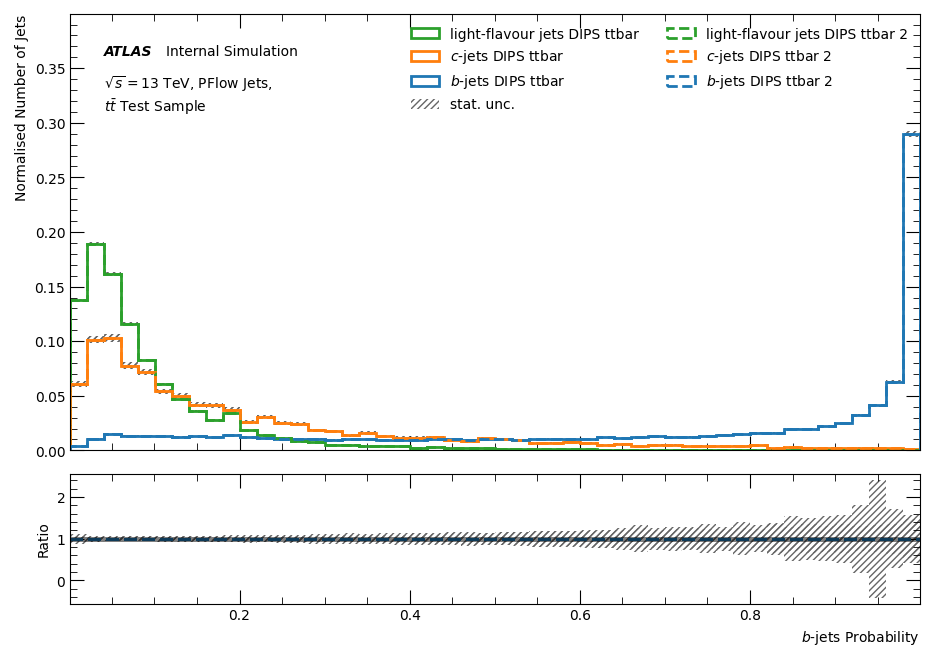 Normalised Number of Jets
ATLAS Internal Simulation
√s = 13 TeV, PFlow Jets,
tt̄ Test Sample
light-flavour jets DIPS ttbar
c-jets DIPS ttbar
b-jets DIPS ttbar
stat. unc.
light-flavour jets DIPS ttbar 2
c-jets DIPS ttbar 2
b-jets DIPS ttbar 2
0.35
0.30
0.25
0.20
0.15
0.10
0.05
0.00
Ratio
2
1
0
0.2 0.4 0.6 0.8
b-jets Probability